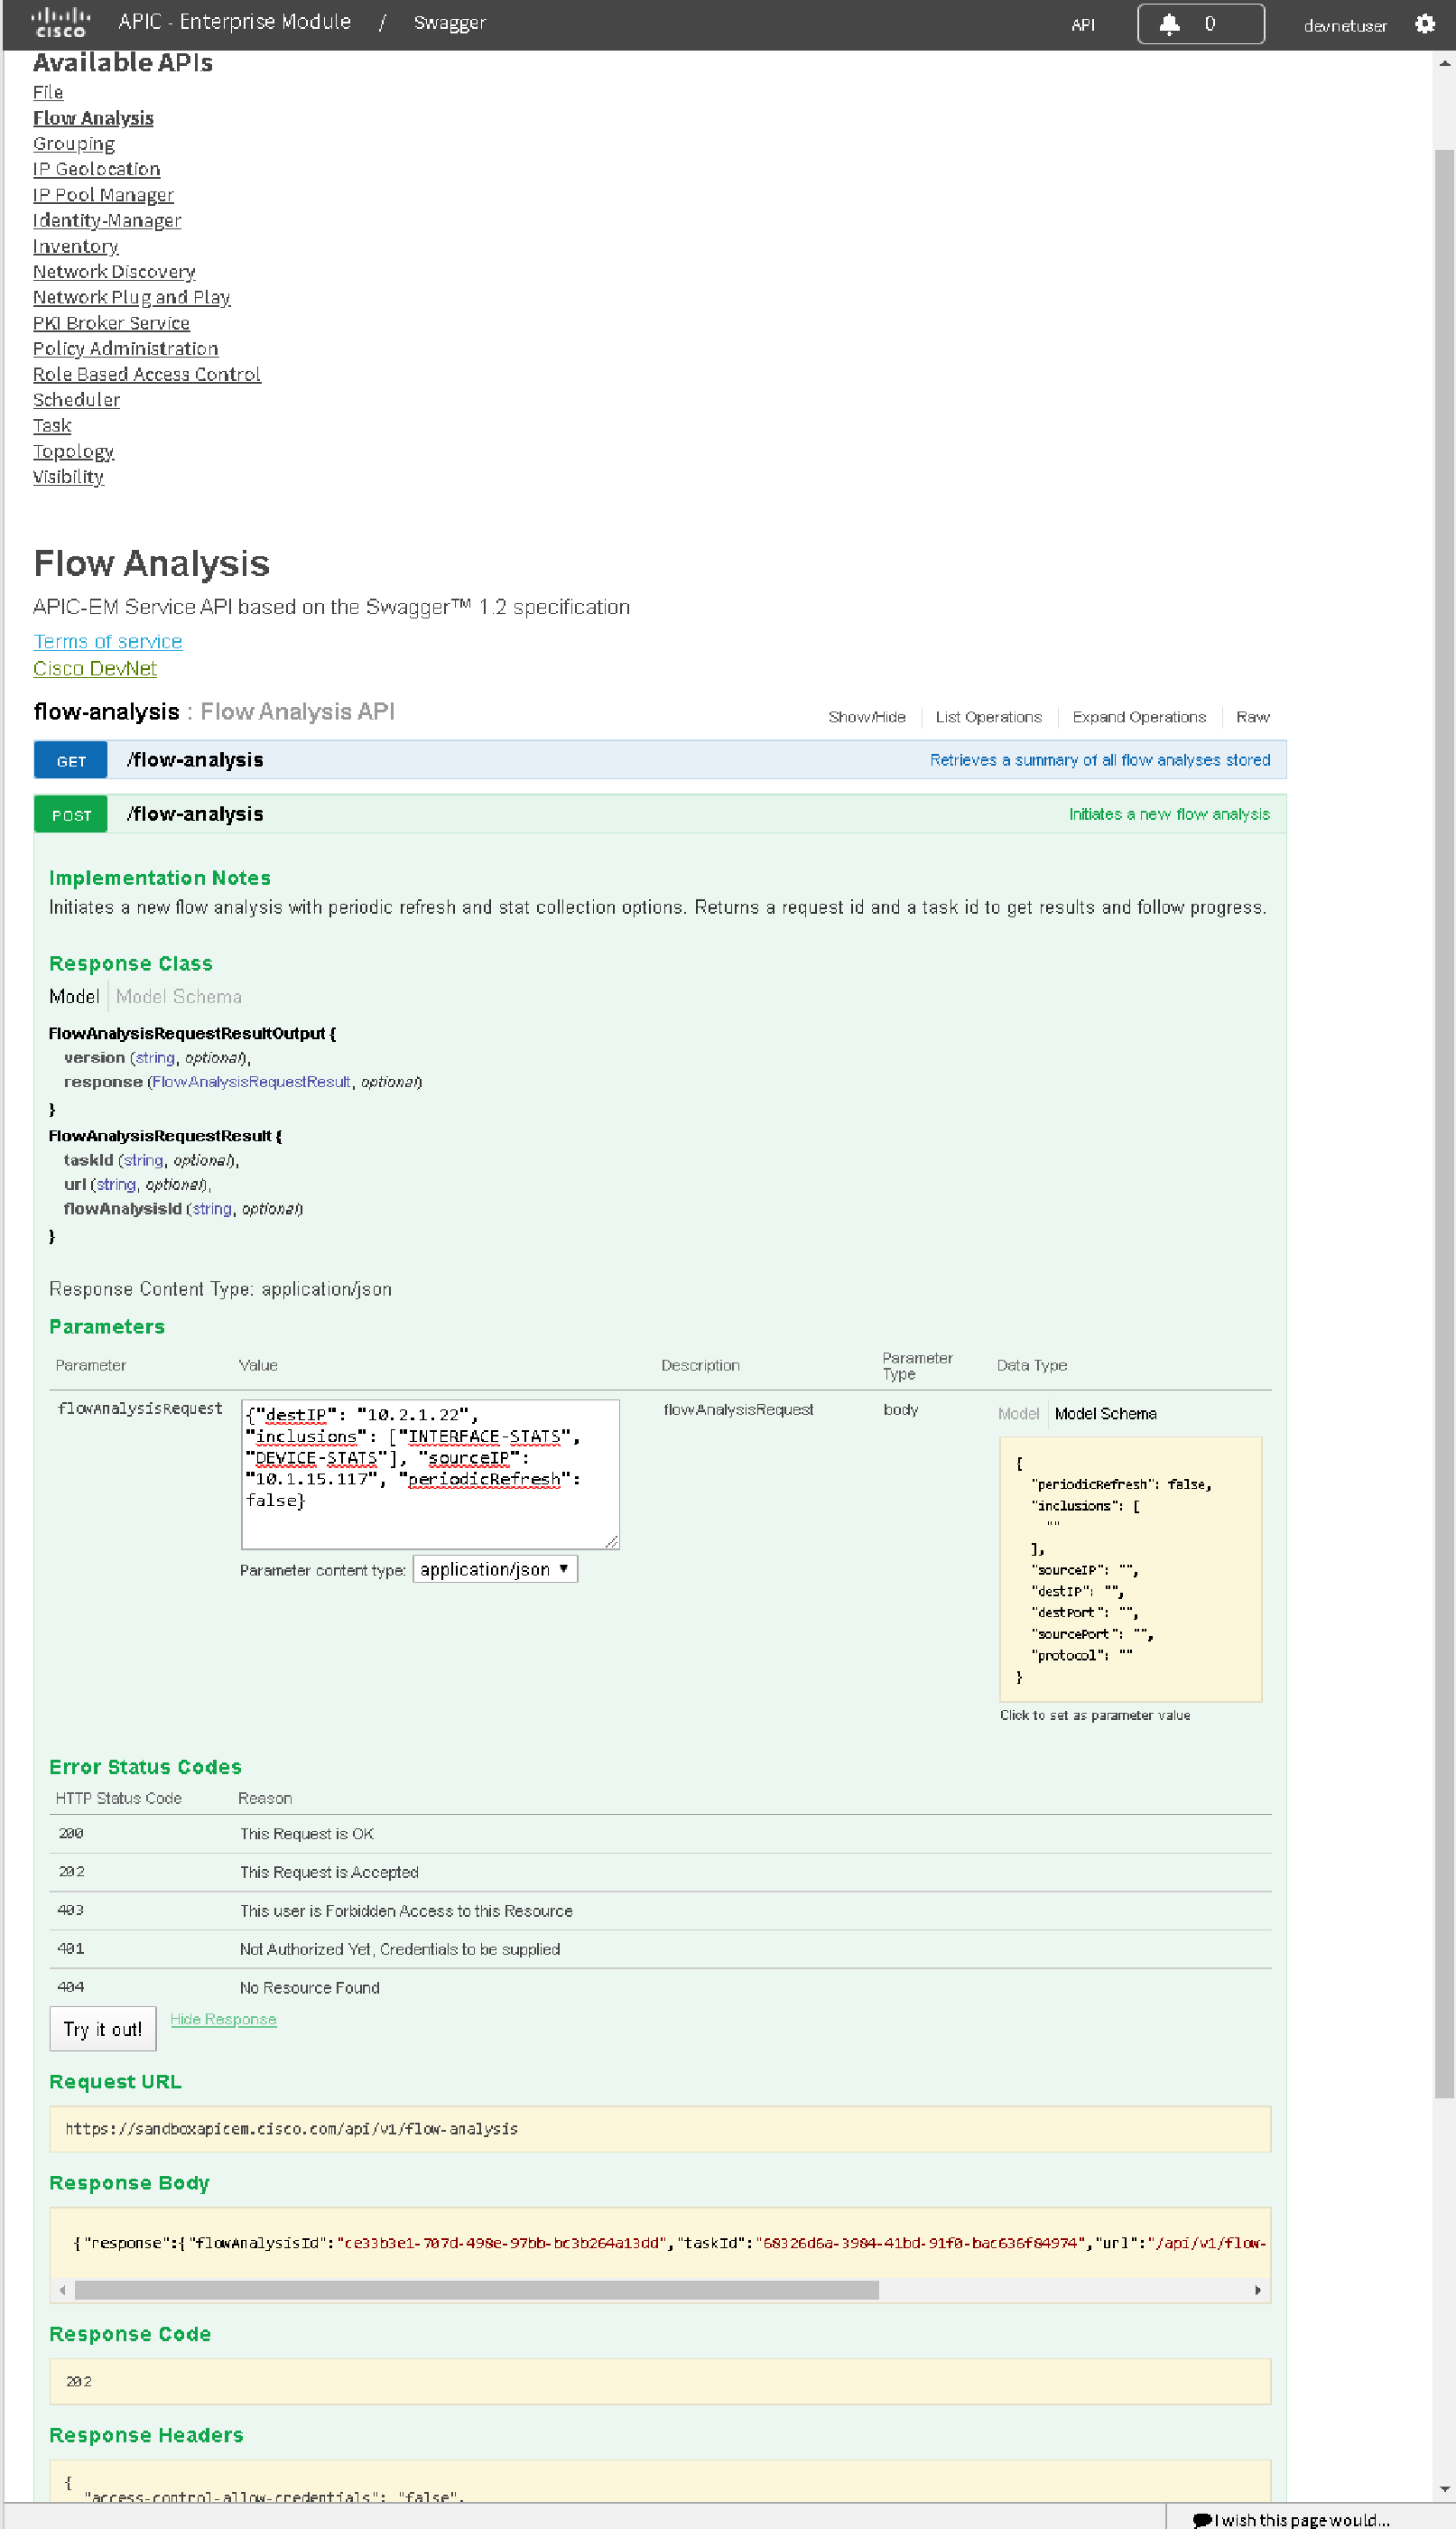 cisco APIC - Enterprise Module / Swagger API 0 devnetuser
Available APIs
File
Flow Analysis
Grouping
IP Geolocation
IP Pool Manager
Identity-Manager
Inventory
Network Discovery
Network Plug and Play
PKI Broker Service
Policy Administration
Role Based Access Control
Scheduler
Task
Topology
Visibility
Flow Analysis
APIC-EM Service API based on the Swagger™ 1.2 specification
Terms of service
Cisco DevNet
flow-analysis : Flow Analysis API Show/Hide List Operations Expand Operations Raw
GET /flow-analysis Retrieves a summary of all flow analyses stored
POST /flow-analysis Initiates a new flow analysis
Implementation Notes
Initiates a new flow analysis with periodic refresh and stat collection options. Returns a request id and a task id to get results and follow progress.
Response Class
Model Model Schema
FlowAnalysisRequestResultOutput {
version (string, optional),
response (FlowAnalysisRequestResult, optional)
}
FlowAnalysisRequestResult {
taskId (string, optional),
url (string, optional),
flowAnalysisId (string, optional)
}
Response Content Type: application/json
Parameters
Parameter Value Description Parameter Type Data Type
flowAnalysisRequest
{"destIP": "10.2.1.22",
"inclusions": ["INTERFACE-STATS",
"DEVICE-STATS"], "sourceIP":
"10.1.15.117", "periodicRefresh":
false}
Parameter content type: application/json
flowAnalysisRequest body
Model Model Schema
{
"periodicRefresh": false,
"inclusions": [
""
],
"sourceIP": "",
"destIP": "",
"destPort": "",
"sourcePort": "",
"protocol": ""
}
Click to set as parameter value
Error Status Codes
HTTP Status Code Reason
200 This Request is OK
202 This Request is Accepted
403 This user is Forbidden Access to this Resource
401 Not Authorized Yet, Credentials to be supplied
404 No Resource Found
Try it out! Hide Response
Request URL
https://sandboxapicem.cisco.com/api/v1/flow-analysis
Response Body
{"response":{"flowAnalysisId":"ce33b3e1-707d-498e-97bb-bc3b264a13dd","taskId":"68326d6a-3984-41bd-91f0-bac636f84974","url":"/api/v1/flow-
Response Code
202
Response Headers
{
"access-control-allow-credentials": "false",
I wish this page would...